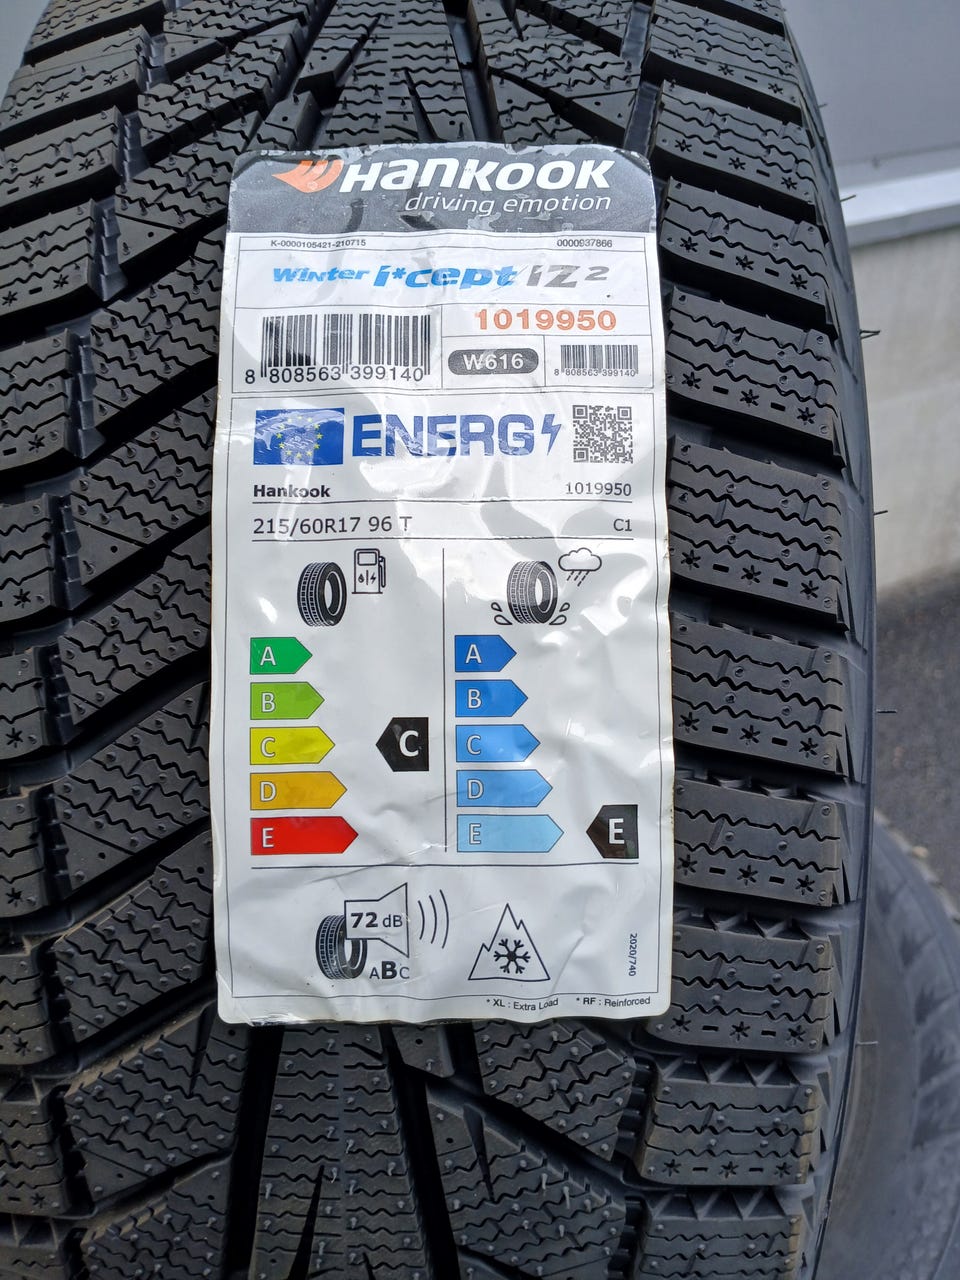 Hankook
driving emotion
K-0000105421-210715 0000937866
Winter i*cept iZ2
1019950
8 808563 399140
W616
8 808563 399140
ENERG
Hankook 1019950
215/60R17 96 T C1
A A
B B
C C C
D D
E E E
72 dB
ABC
2020/740
* XL : Extra Load * RF : Reinforced